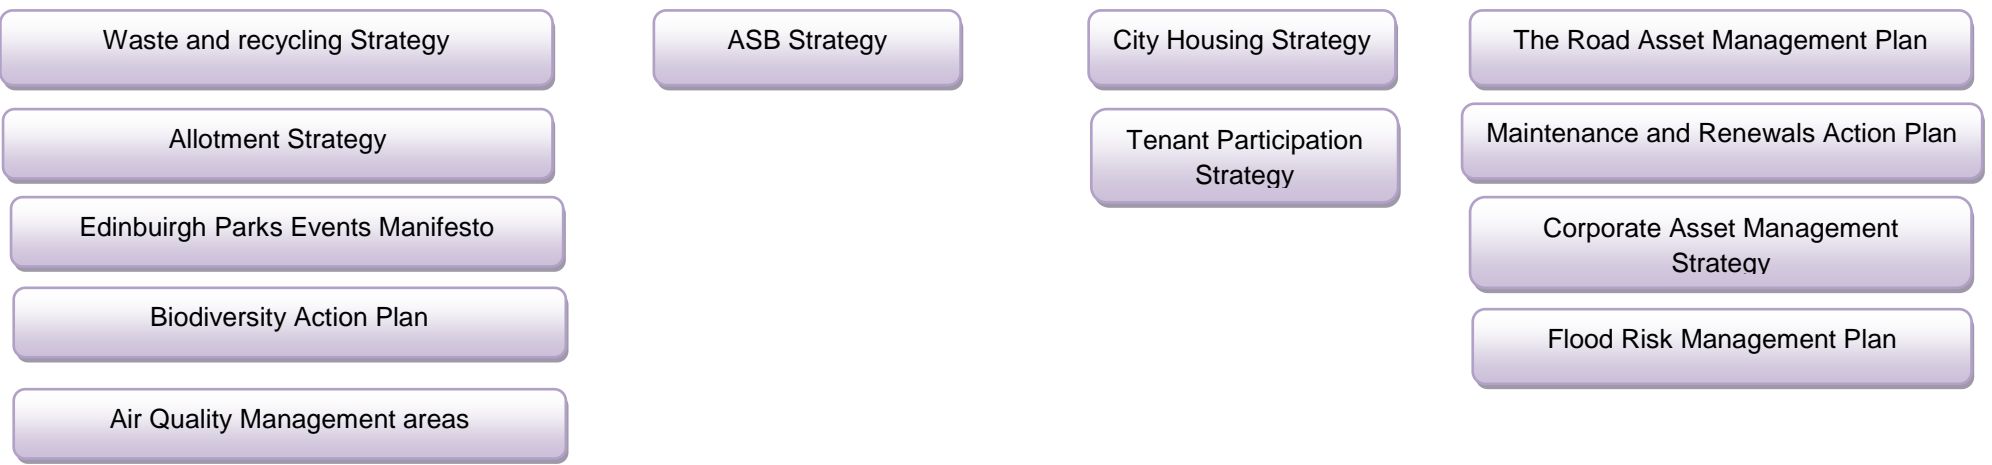 Waste and recycling Strategy
Allotment Strategy
Edinbuirgh Parks Events Manifesto
Biodiversity Action Plan
Air Quality Management areas
ASB Strategy
City Housing Strategy
Tenant Participation
Strategy
The Road Asset Management Plan
Maintenance and Renewals Action Plan
Corporate Asset Management
Strategy
Flood Risk Management Plan